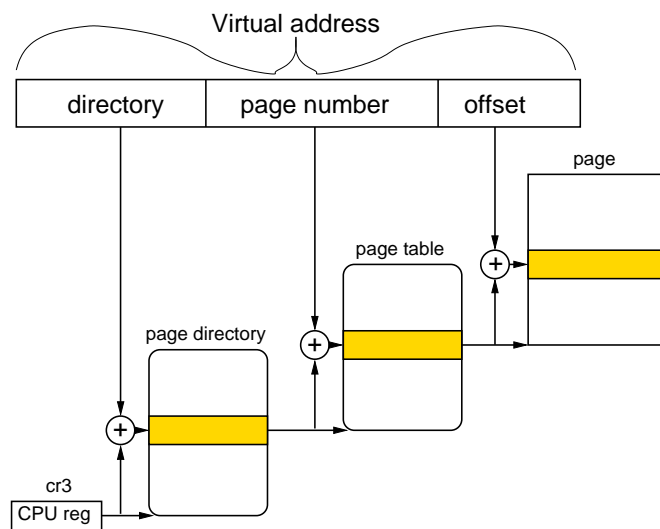 Virtual address
directory page number offset
page
page table
page directory
+
+
+
cr3
CPU reg